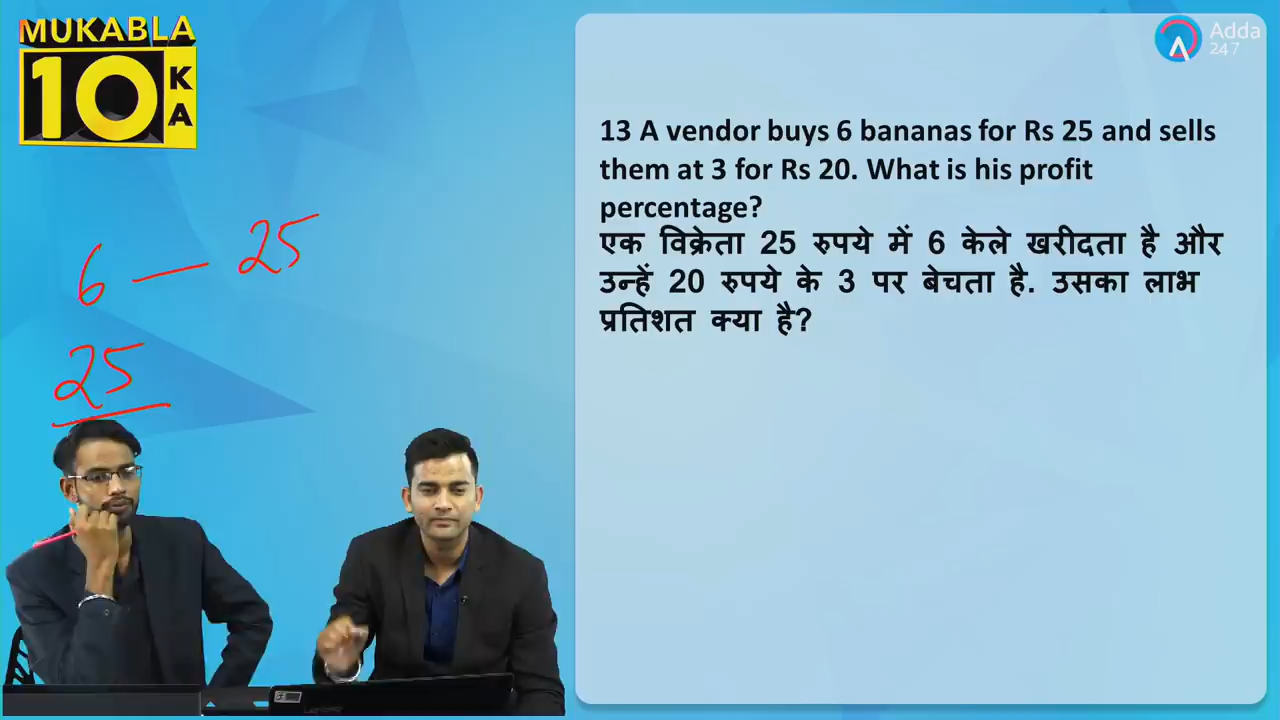 MUKABLA
10
KA
Adda
247
13 A vendor buys 6 bananas for Rs 25 and sells
them at 3 for Rs 20. What is his profit
percentage?
एक विक्रेता 25 रुपये में 6 केले खरीदता है और
उन्हें 20 रुपये के 3 पर बेचता है. उसका लाभ
प्रतिशत क्या है?
6 — 25
25
Lenovo